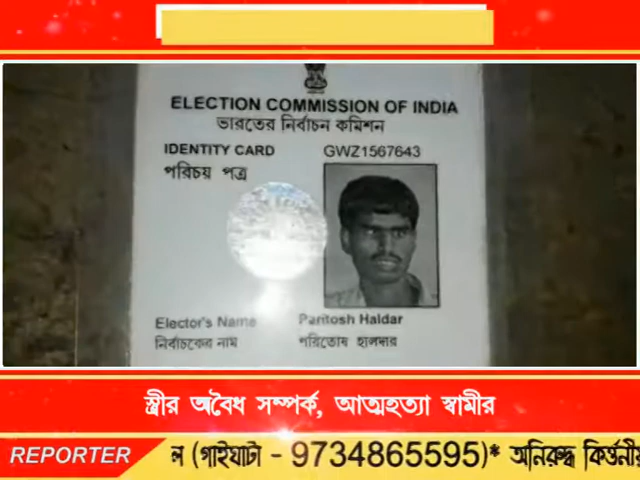 ELECTION COMMISSION OF INDIA
ভারতের নির্বাচন কমিশন
IDENTITY CARD GWZ1567643
পরিচয় পত্র
Elector's Name Paritosh Haldar
নির্বাচকের নাম পরিতোষ হালদার
স্ত্রীর অবৈধ সম্পর্ক, আত্মহত্যা স্বামীর
REPORTER ল (গাইঘাটা - 9734865595)* অনিরুদ্ধ কির্ত্তনীয়